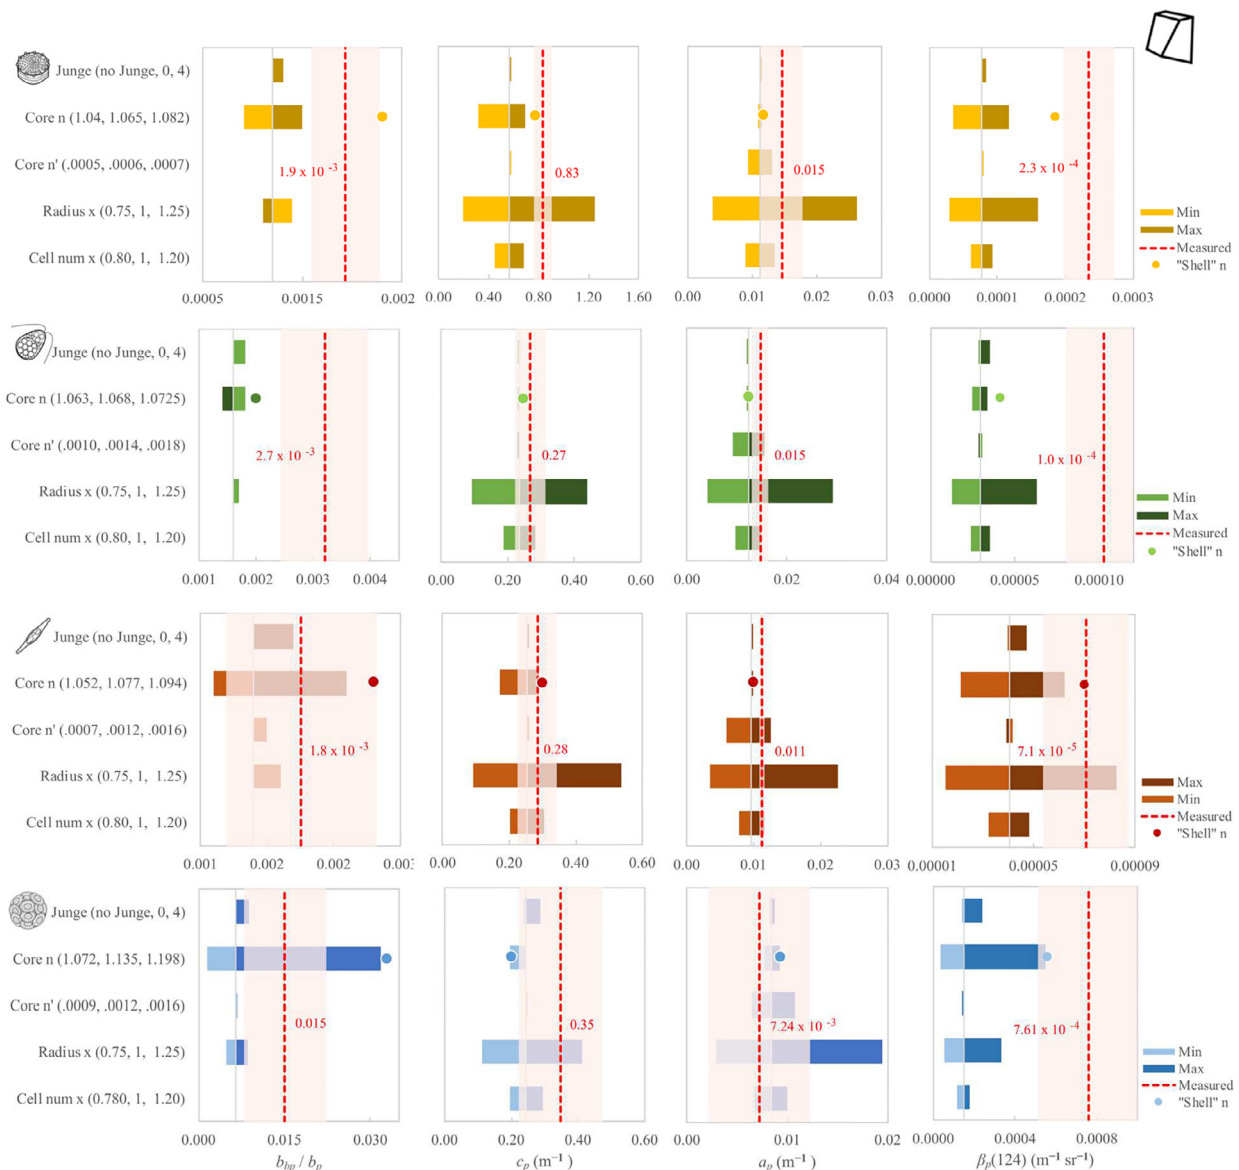 Junge (no Junge, 0, 4)
Core n (1.04, 1.065, 1.082)
Core n' (.0005, .0006, .0007)
Radius x (0.75, 1, 1.25)
Cell num x (0.80, 1, 1.20)
1.9 x 10 -3
0.83
0.015
2.3 x 10 -4
Min
Max
Measured
"Shell" n
0.0005 0.0015 0.002
0.00 0.40 0.80 1.20 1.60
0.00 0.01 0.02 0.03
0.0000 0.0001 0.0002 0.0003
Junge (no Junge, 0, 4)
Core n (1.063, 1.068, 1.0725)
Core n' (.0010, .0014, .0018)
Radius x (0.75, 1, 1.25)
Cell num x (0.80, 1, 1.20)
2.7 x 10 -3
0.27
0.015
1.0 x 10 -4
Min
Max
Measured
"Shell" n
0.001 0.002 0.003 0.004
0.00 0.20 0.40 0.60
0.00 0.02 0.04
0.00000 0.00005 0.00010
Junge (no Junge, 0, 4)
Core n (1.052, 1.077, 1.094)
Core n' (.0007, .0012, .0016)
Radius x (0.75, 1, 1.25)
Cell num x (0.80, 1, 1.20)
1.8 x 10 -3
0.28
0.011
7.1 x 10 -5
Max
Min
Measured
"Shell" n
0.001 0.002 0.002
0.00 0.20 0.40 0.60
0.00 0.01 0.02 0.03
0.00001 0.00005 0.00009
Junge (no Junge, 0, 4)
Core n (1.072, 1.135, 1.198)
Core n' (.0009, .0012, .0016)
Radius x (0.75, 1, 1.25)
Cell num x (0.780, 1, 1.20)
0.015
0.35
7.24 x 10 -3
7.61 x 10 -4
Min
Max
Measured
"Shell" n
0.000 0.015 0.030
0.00 0.20 0.40 0.60
0.00 0.01 0.02
0.0000 0.0004 0.0008
b_bp / b_p
c_p (m⁻¹)
a_p (m⁻¹)
β_p(124) (m⁻¹ sr⁻¹)